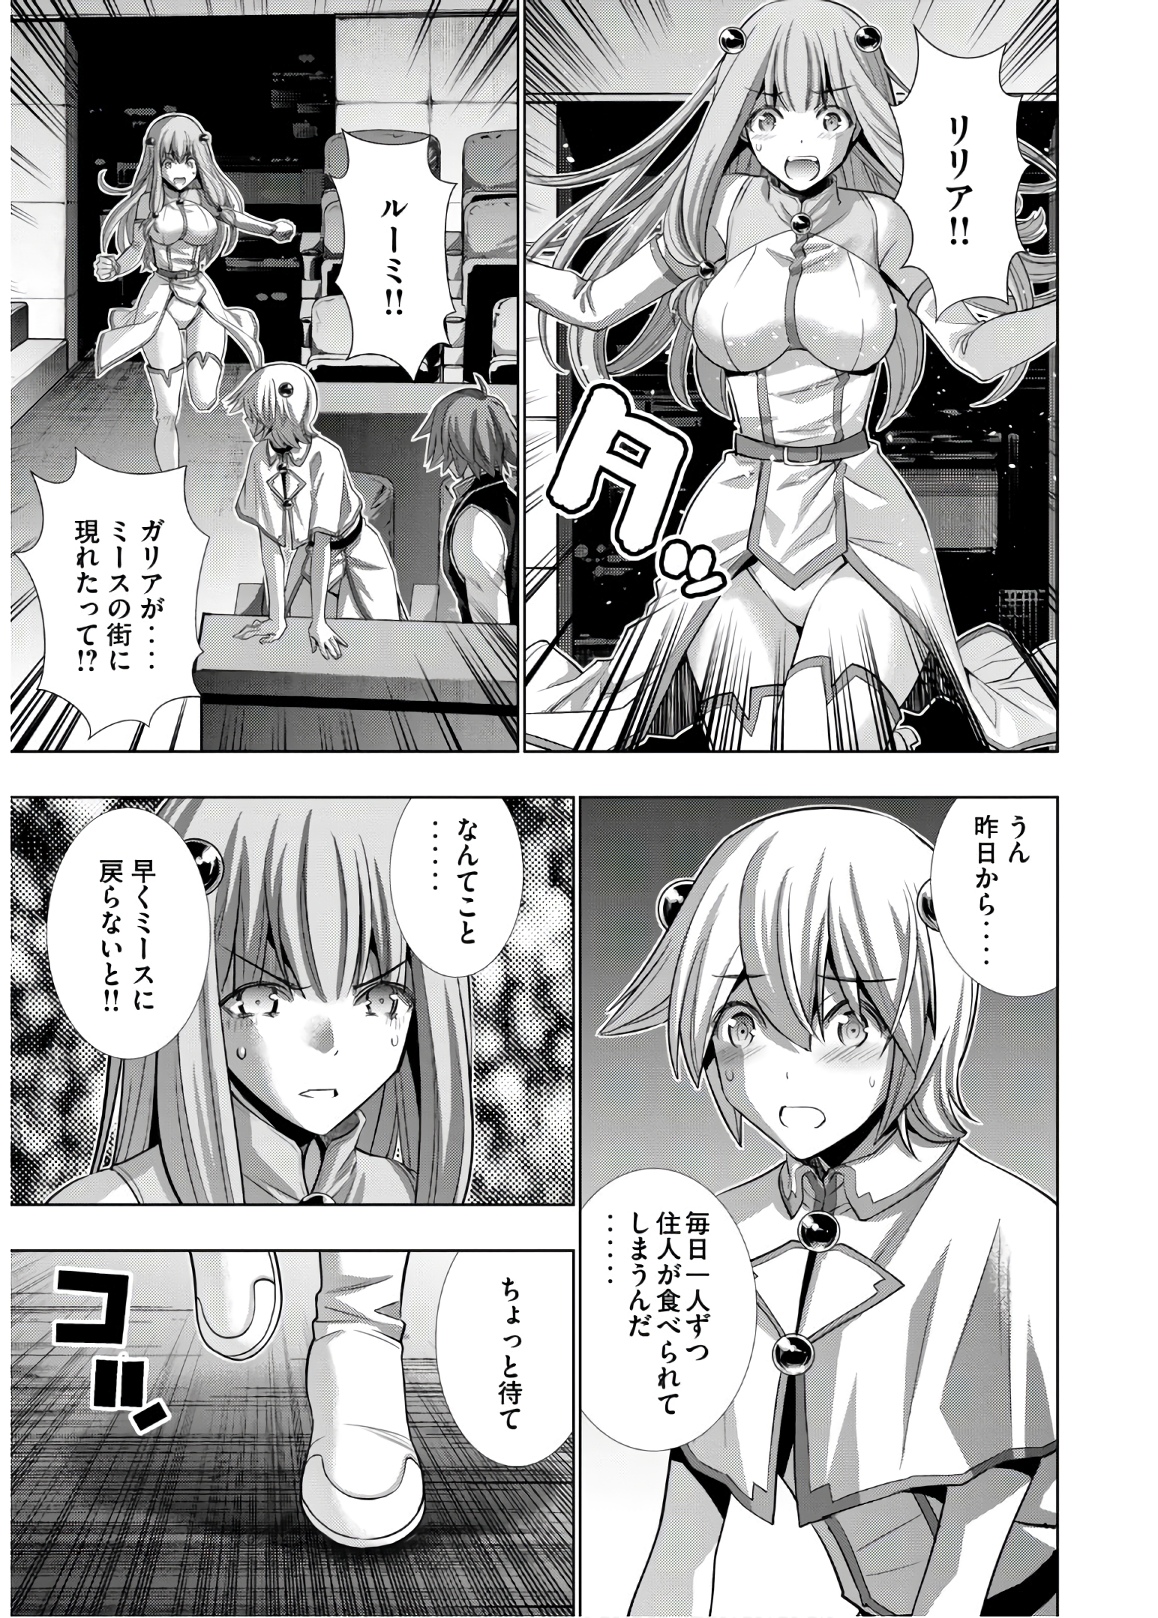 リリア!!
タッ
ルーミ!!
ガリアが‥‥
ミースの街に
現れたって!?
うん
昨日から‥‥
毎日一人ずつ
住人が食べられて
しまうんだ
‥‥‥
なんてこと
‥‥‥
早くミースに
戻らないと!!
ちょっと待て
コッ